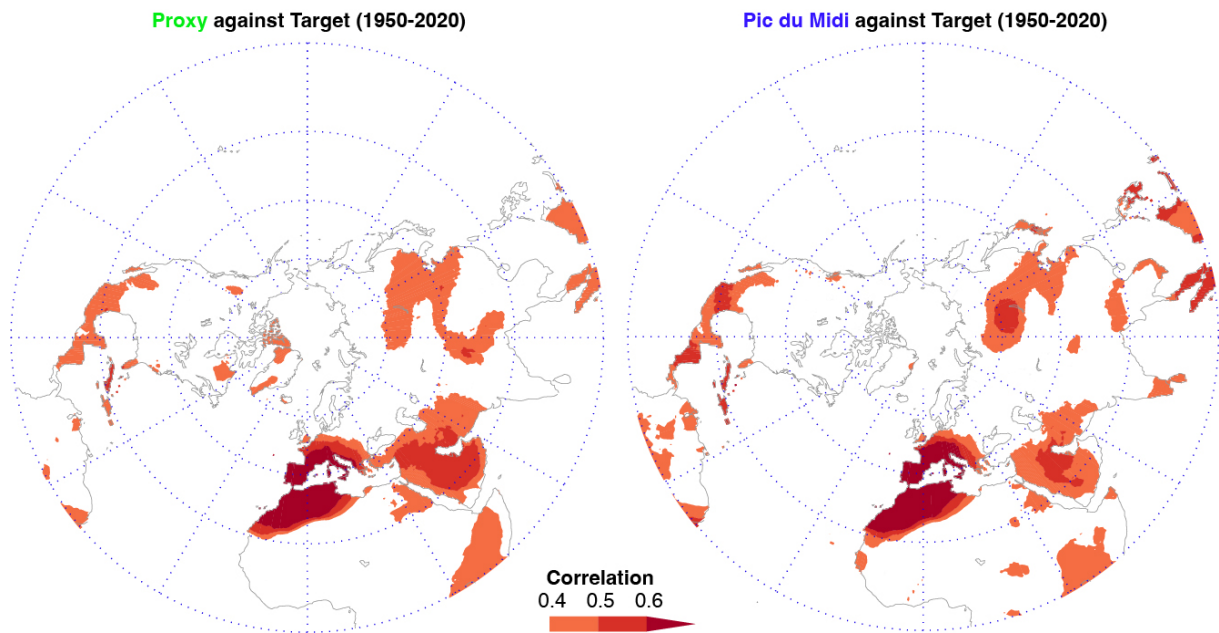 Proxy against Target (1950-2020)
Pic du Midi against Target (1950-2020)
Correlation
0.4 0.5 0.6